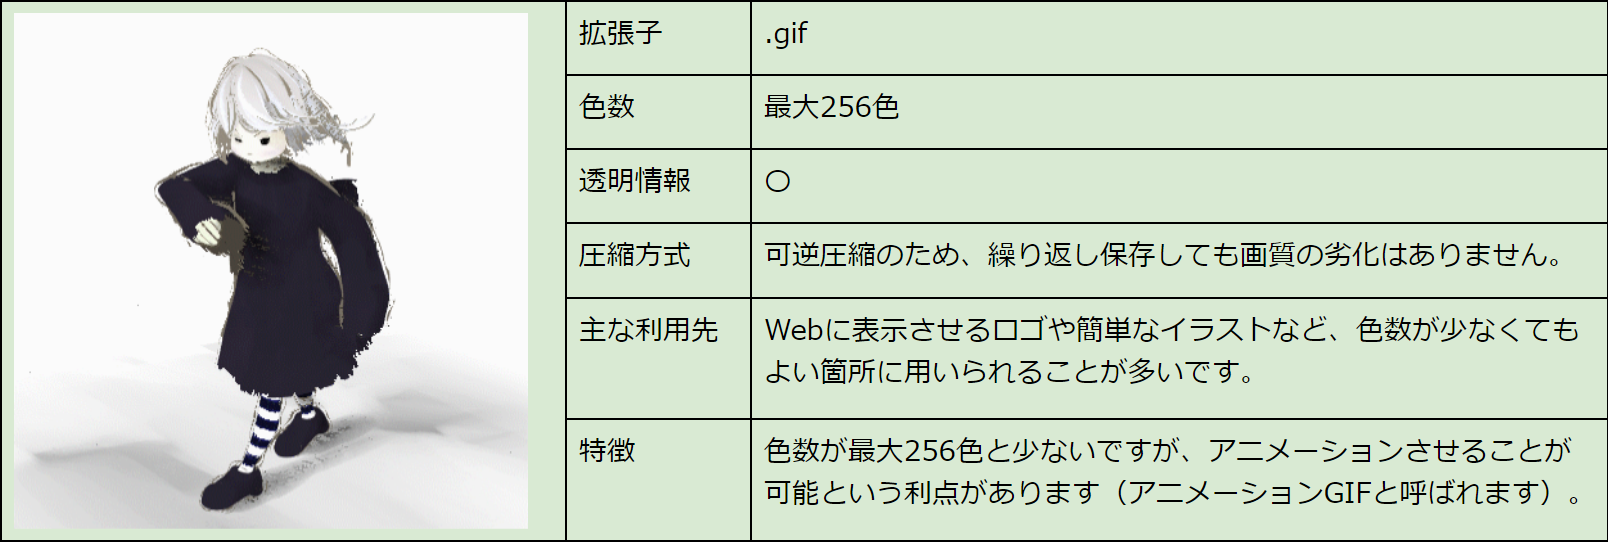 拡張子
.gif
色数
最大256色
透明情報
〇
圧縮方式
可逆圧縮のため、繰り返し保存しても画質の劣化はありません。
主な利用先
Webに表示させるロゴや簡単なイラストなど、色数が少なくても
よい箇所に用いられることが多いです。
特徴
色数が最大256色と少ないですが、アニメーションさせることが
可能という利点があります（アニメーションGIFと呼ばれます）。